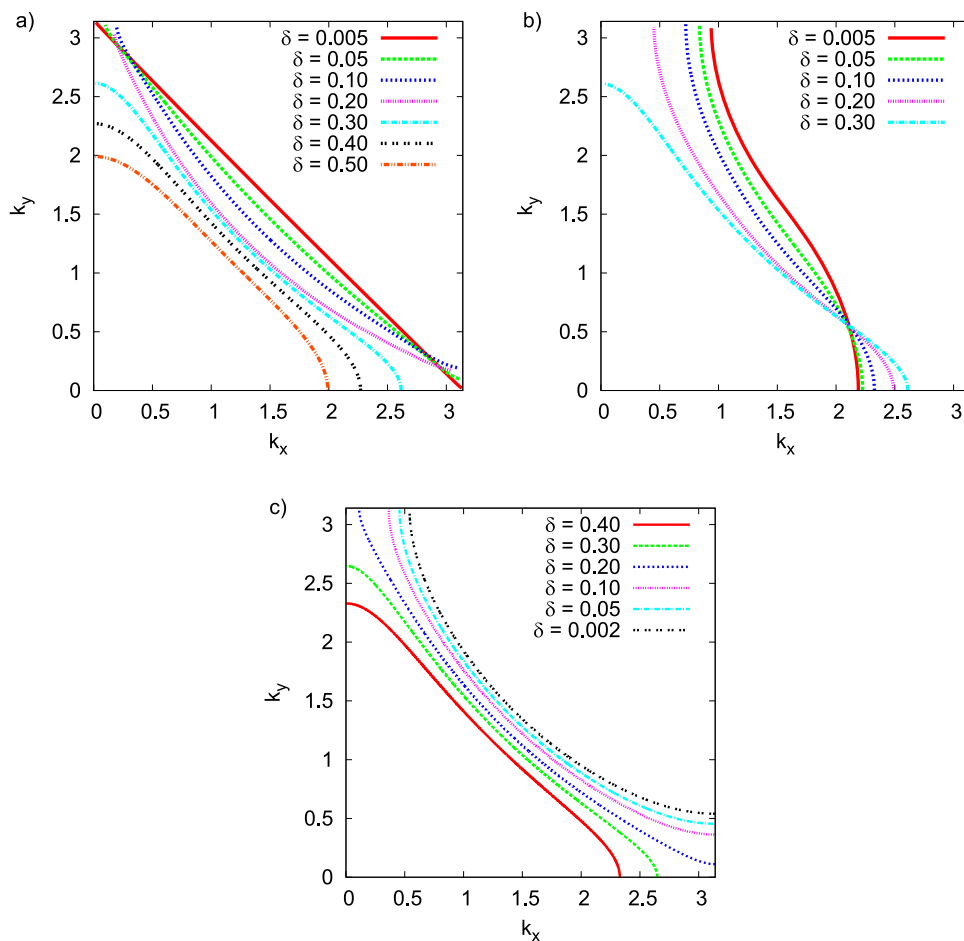 a)
3
2.5
2
1.5
1
0.5
0
0
0.5
1
1.5
2
2.5
3
k_y
k_x
δ = 0.005
δ = 0.05
δ = 0.10
δ = 0.20
δ = 0.30
δ = 0.40
δ = 0.50
b)
3
2.5
2
1.5
1
0.5
0
0
0.5
1
1.5
2
2.5
3
k_y
k_x
δ = 0.005
δ = 0.05
δ = 0.10
δ = 0.20
δ = 0.30
c)
3
2.5
2
1.5
1
0.5
0
0
0.5
1
1.5
2
2.5
3
k_y
k_x
δ = 0.40
δ = 0.30
δ = 0.20
δ = 0.10
δ = 0.05
δ = 0.002